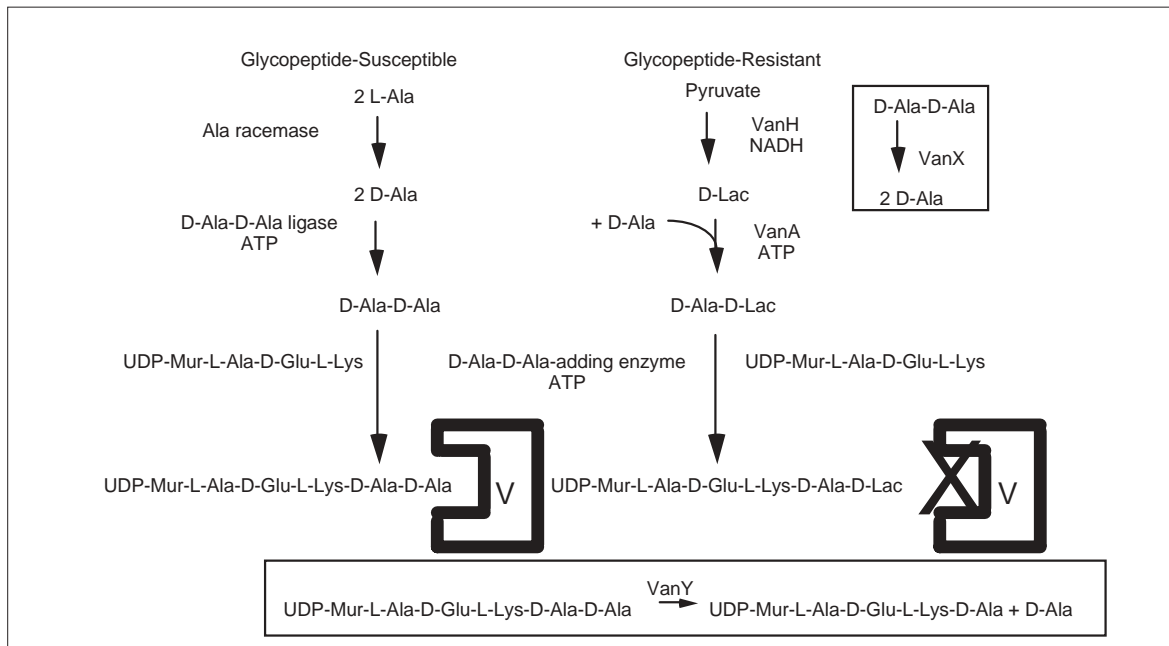 Glycopeptide-Susceptible
2 L-Ala
Ala racemase
2 D-Ala
D-Ala-D-Ala ligase
ATP
D-Ala-D-Ala
UDP-Mur-L-Ala-D-Glu-L-Lys
UDP-Mur-L-Ala-D-Glu-L-Lys-D-Ala-D-Ala
V
Glycopeptide-Resistant
Pyruvate
VanH
NADH
D-Lac
+ D-Ala
VanA
ATP
D-Ala-D-Lac
D-Ala-D-Ala-adding enzyme
ATP
UDP-Mur-L-Ala-D-Glu-L-Lys
UDP-Mur-L-Ala-D-Glu-L-Lys-D-Ala-D-Lac
X
V
D-Ala-D-Ala
VanX
2 D-Ala
VanY
UDP-Mur-L-Ala-D-Glu-L-Lys-D-Ala-D-Ala
UDP-Mur-L-Ala-D-Glu-L-Lys-D-Ala + D-Ala